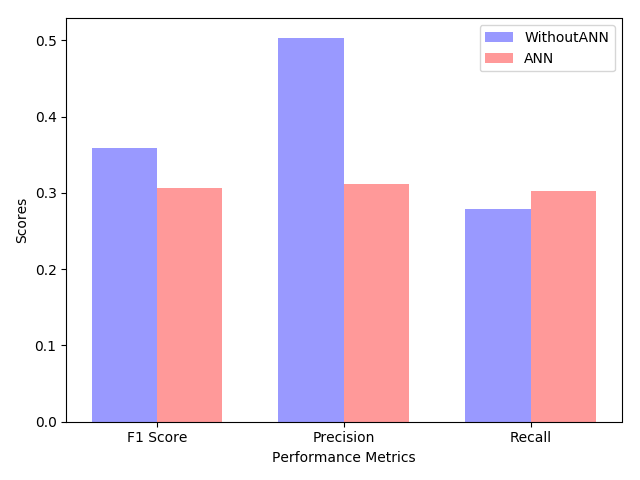 WithoutANN
ANN
Scores
0.5
0.4
0.3
0.2
0.1
0.0
F1 Score
Precision
Recall
Performance Metrics